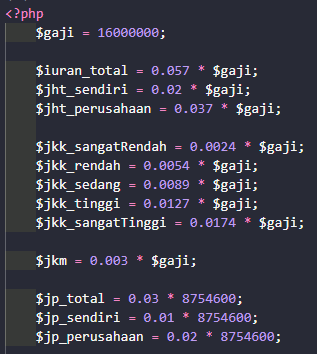 <?php
$gaji = 16000000;
$iuran_total = 0.057 * $gaji;
$jht_sendiri = 0.02 * $gaji;
$jht_perusahaan = 0.037 * $gaji;
$jkk_sangatRendah = 0.0024 * $gaji;
$jkk_rendah = 0.0054 * $gaji;
$jkk_sedang = 0.0089 * $gaji;
$jkk_tinggi = 0.0127 * $gaji;
$jkk_sangatTinggi = 0.0174 * $gaji;
$jkm = 0.003 * $gaji;
$jp_total = 0.03 * 8754600;
$jp_sendiri = 0.01 * 8754600;
$jp_perusahaan = 0.02 * 8754600;